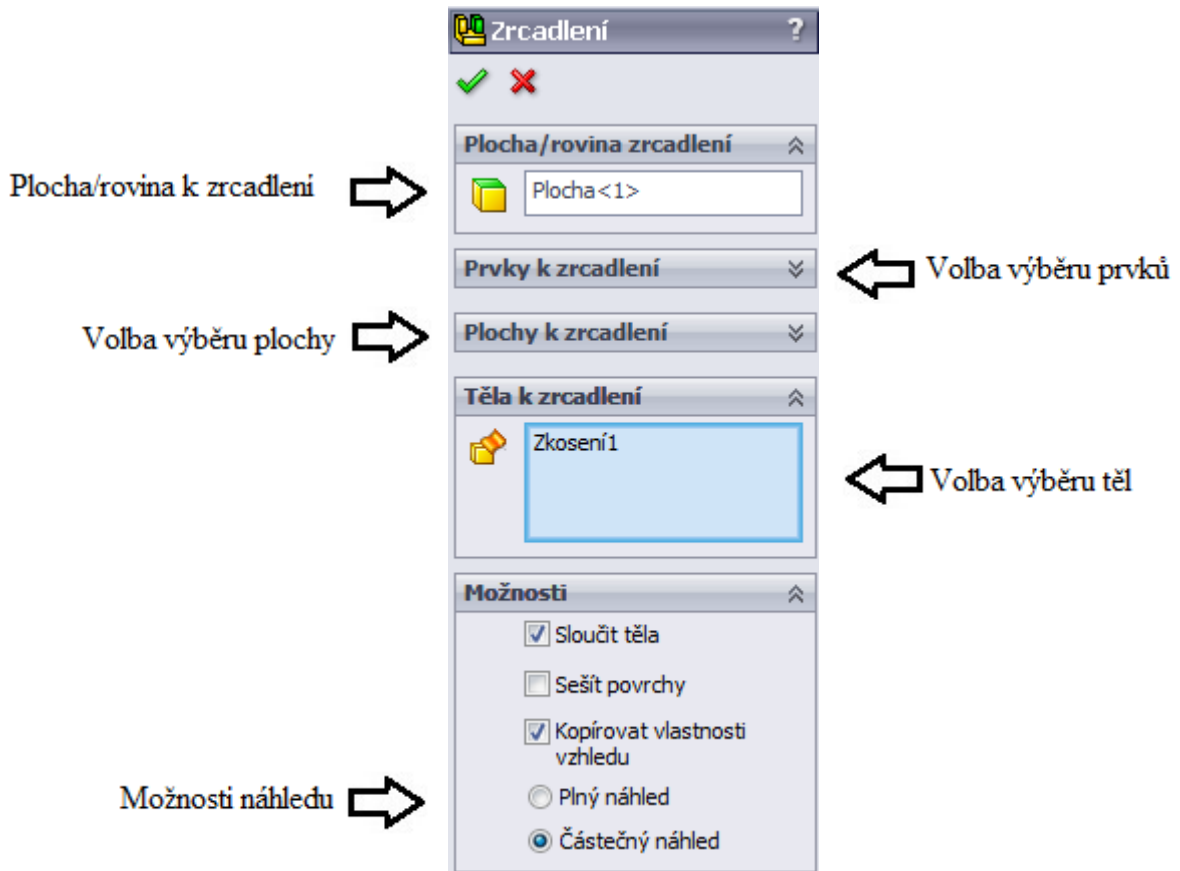 Zrcadlení ?
Plocha/rovina zrcadlení
Plocha/rovina k zrcadlení
Plocha<1>
Prvky k zrcadlení
Volba výběru prvků
Volba výběru plochy
Plochy k zrcadlení
Těla k zrcadlení
Zkosení1
Volba výběru těl
Možnosti
Sloučit těla
Sešít povrchy
Kopírovat vlastnosti
vzhledu
Možnosti náhledu
Plný náhled
Částečný náhled